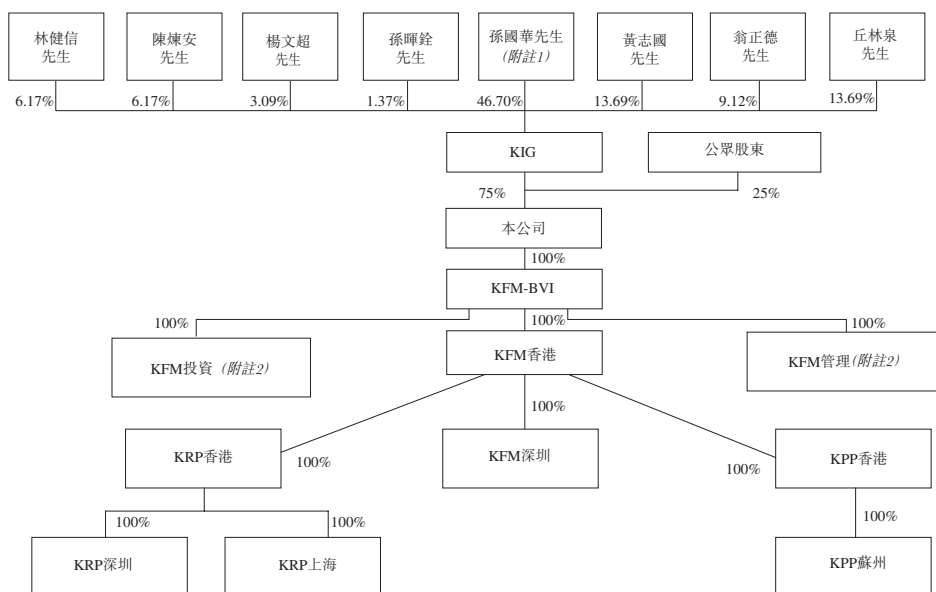 林健信
先生
陳煉安
先生
楊文超
先生
孫暉銓
先生
孫國華先生
(附註1)
黃志國
先生
翁正德
先生
丘林泉
先生
6.17%
6.17%
3.09%
1.37%
46.70%
13.69%
9.12%
13.69%
KIG
公眾股東
75%
25%
本公司
100%
KFM-BVI
100%
100%
100%
KFM投資 (附註2)
KFM香港
KFM管理(附註2)
100%
100%
100%
KRP香港
KFM深圳
KPP香港
100%
100%
100%
KRP深圳
KRP上海
KPP蘇州